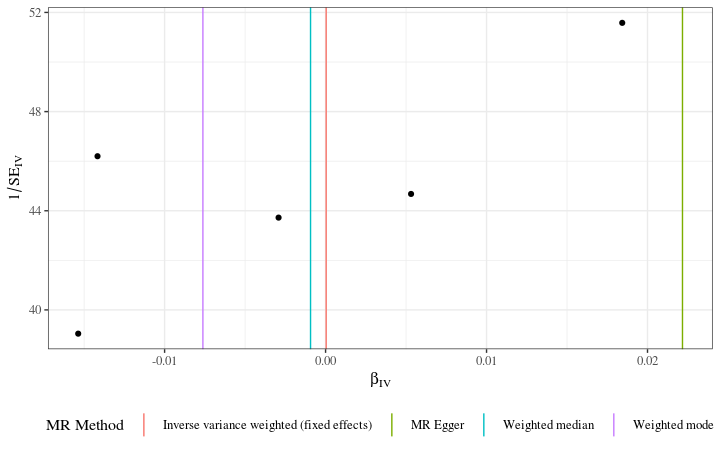 52
48
44
40
1/SE_IV
-0.01
0.00
0.01
0.02
β_IV
MR Method
Inverse variance weighted (fixed effects)
MR Egger
Weighted median
Weighted mode